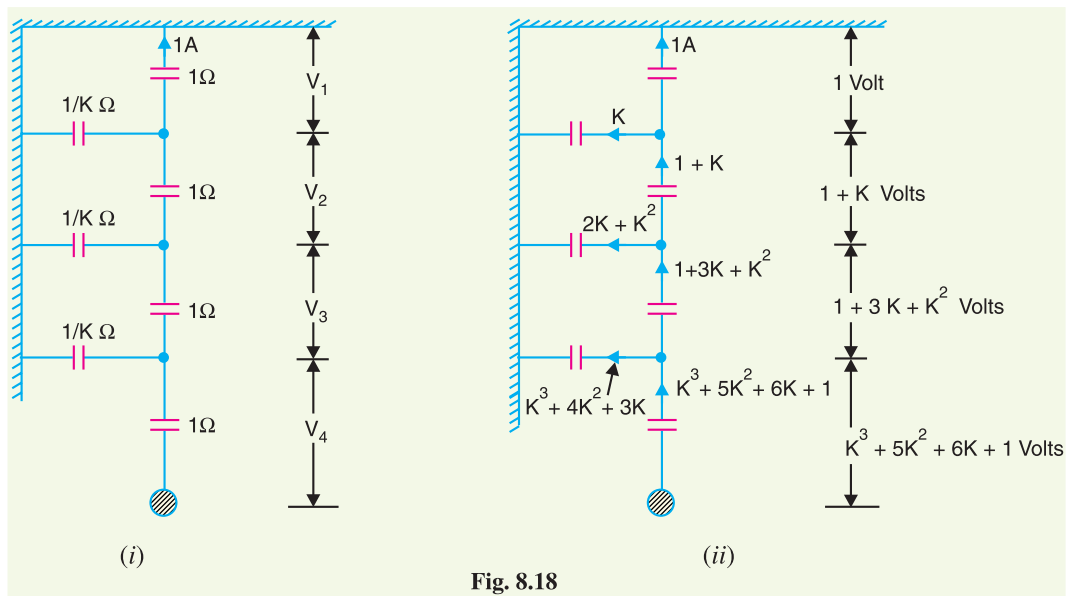 1A
1Ω
V₁
1/K Ω
1Ω
V₂
1/K Ω
1Ω
V₃
1/K Ω
1Ω
V₄
(i)
1A
1 Volt
K
1 + K
1 + K Volts
2K + K²
1+3K + K²
1 + 3 K + K² Volts
K³ + 4K² + 3K
K³ + 5K² + 6K + 1
K³ + 5K² + 6K + 1 Volts
(ii)
Fig. 8.18